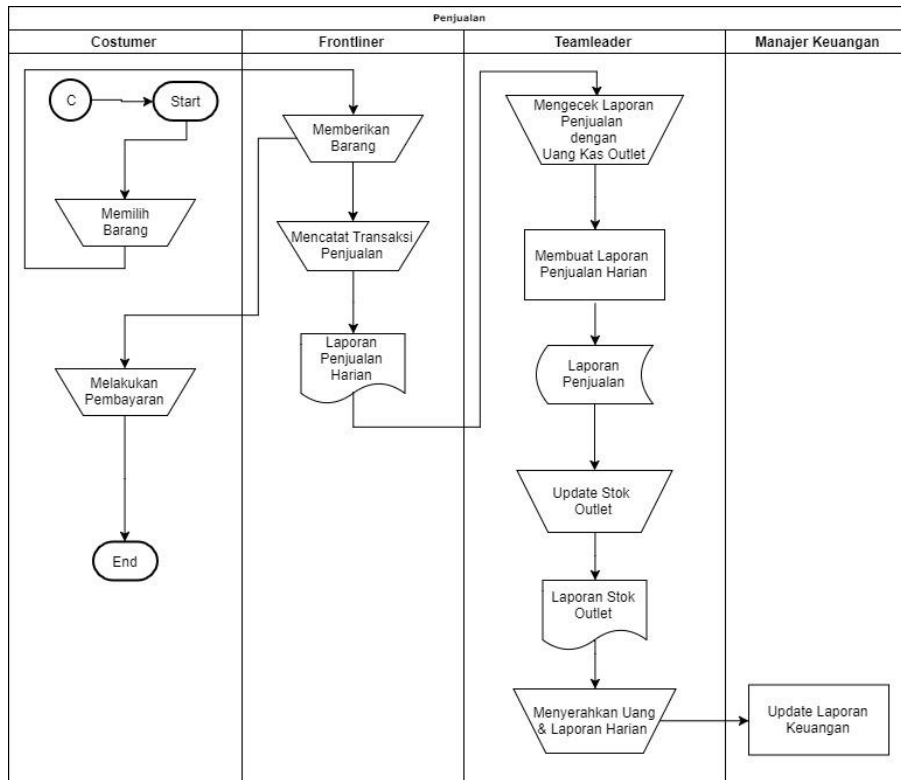 Penjualan
Costumer
Frontliner
Teamleader
Manajer Keuangan
C
Start
Memilih
Barang
Melakukan
Pembayaran
End
Memberikan
Barang
Mencatat Transaksi
Penjualan
Laporan
Penjualan
Harian
Mengecek Laporan
Penjualan
dengan
Uang Kas Outlet
Membuat Laporan
Penjualan Harian
Laporan
Penjualan
Update Stok
Outlet
Laporan Stok
Outlet
Menyerahkan Uang
& Laporan Harian
Update Laporan
Keuangan